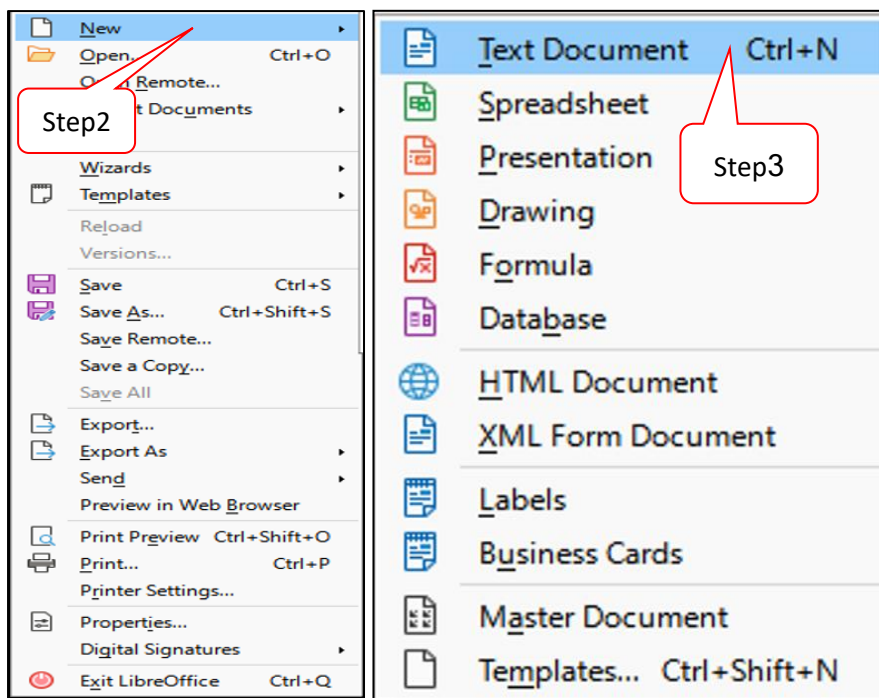 New
Open... Ctrl+O
Remote...
Documents
Step2
Wizards
Templates
Reload
Versions...
Save Ctrl+S
Save As... Ctrl+Shift+S
Save Remote...
Save a Copy...
Save All
Export...
Export As
Send
Preview in Web Browser
Print Preview Ctrl+Shift+O
Print... Ctrl+P
Printer Settings...
Properties...
Digital Signatures
Exit LibreOffice Ctrl+Q
Text Document Ctrl+N
Spreadsheet
Presentation
Step3
Drawing
Formula
Database
HTML Document
XML Form Document
Labels
Business Cards
Master Document
Templates... Ctrl+Shift+N